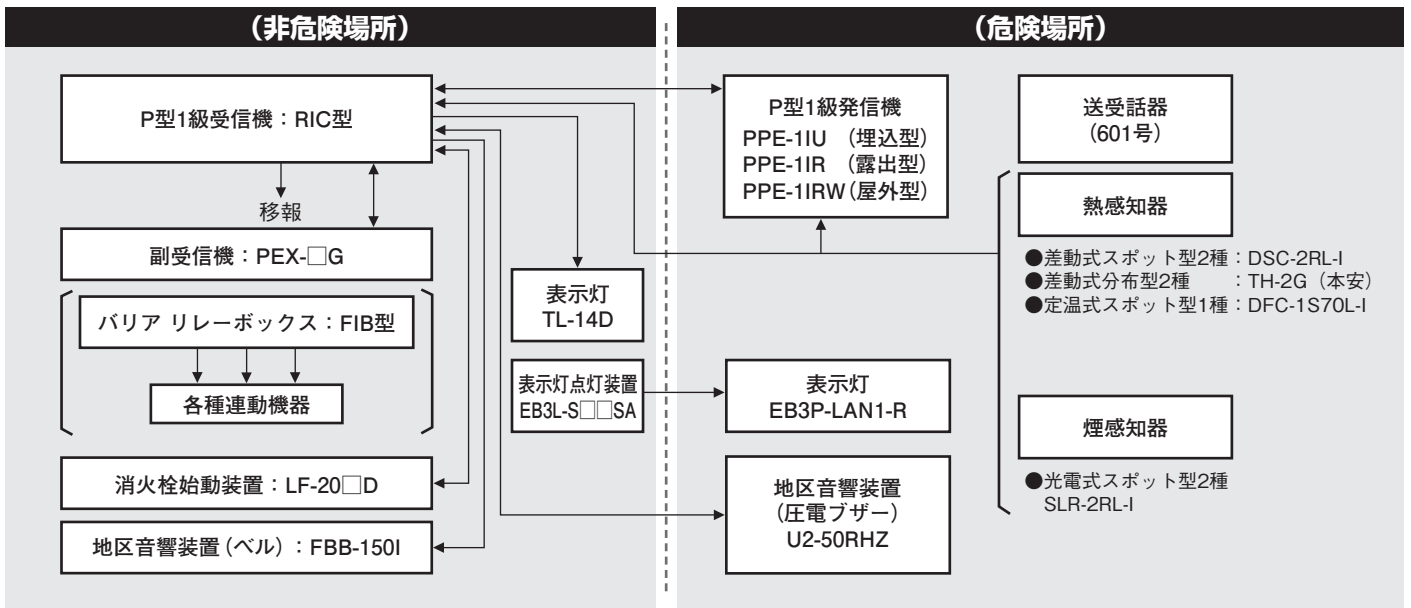 （非危険場所）
P型1級受信機：RIC型
移報
副受信機：PEX-□G
バリア リレーボックス：FIB型
各種連動機器
消火栓始動装置：LF-20□D
地区音響装置（ベル）：FBB-150I
表示灯
TL-14D
表示灯点灯装置
EB3L-S□□SA
（危険場所）
P型1級発信機
PPE-1IU （埋込型）
PPE-1IR （露出型）
PPE-1IRW（屋外型）
表示灯
EB3P-LAN1-R
地区音響装置
（圧電ブザー）
U2-50RHZ
送受話器
（601号）
熱感知器
●差動式スポット型2種：DSC-2RL-I
●差動式分布型2種　　：TH-2G（本安）
●定温式スポット型1種：DFC-1S70L-I
煙感知器
●光電式スポット型2種
SLR-2RL-I